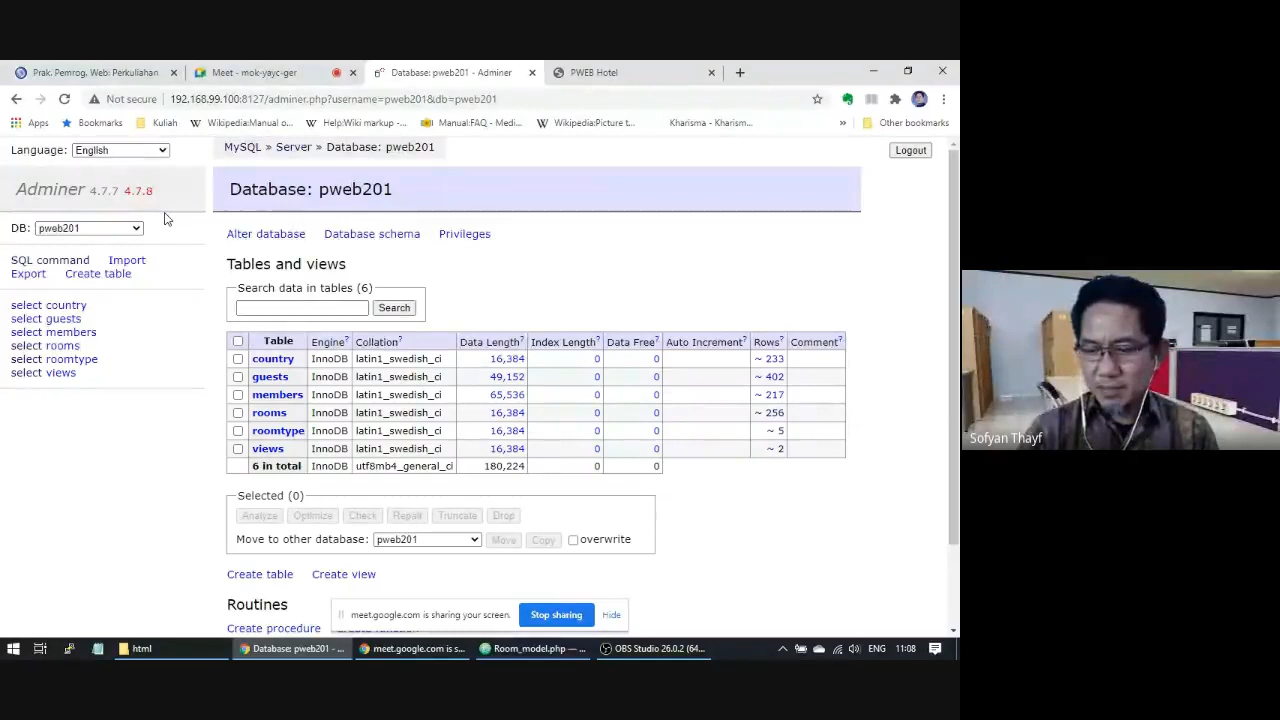 Prak. Pemrog. Web: Perkuliahan
Meet - mok-yayc-ger
Database: pweb201 - Adminer
PWEB Hotel
Not secure
192.168.99.100:8127/adminer.php?username=pweb201&db=pweb201
Apps
Bookmarks
Kuliah
Wikipedia:Manual o...
Help:Wiki markup -...
Manual:FAQ - Medi...
Wikipedia:Picture t...
Kharisma - Kharism...
»
Other bookmarks
Language: English
MySQL » Server » Database: pweb201
Logout
Adminer 4.7.7 4.7.8
Database: pweb201
DB: pweb201
SQL command Import
Export Create table
select country
select guests
select members
select rooms
select roomtype
select views
Alter database Database schema Privileges
Tables and views
Search data in tables (6)
Search
Table Engine? Collation? Data Length? Index Length? Data Free? Auto Increment? Rows? Comment?
country InnoDB latin1_swedish_ci 16,384 0 0 ~ 233
guests InnoDB latin1_swedish_ci 49,152 0 0 ~ 402
members InnoDB latin1_swedish_ci 65,536 0 0 ~ 217
rooms InnoDB latin1_swedish_ci 16,384 0 0 ~ 256
roomtype InnoDB latin1_swedish_ci 16,384 0 0 ~ 5
views InnoDB latin1_swedish_ci 16,384 0 0 ~ 2
6 in total InnoDB utf8mb4_general_ci 180,224 0 0
Selected (0)
Analyze Optimize Check Repair Truncate Drop
Move to other database: pweb201 Move Copy overwrite
Create table Create view
Routines
Create procedure
meet.google.com is sharing your screen. Stop sharing Hide
html
Database: pweb201 - ...
meet.google.com is s...
Room_model.php — ...
OBS Studio 26.0.2 (64...
ENG
11:08
Sofyan Thayf